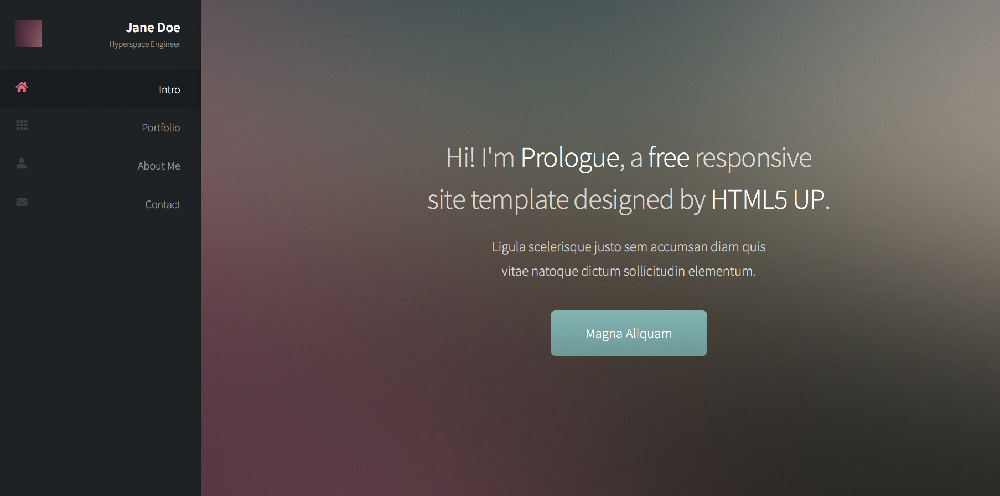 Jane Doe
Hyperspace Engineer
Intro
Portfolio
About Me
Contact
Hi! I'm Prologue, a free responsive
site template designed by HTML5 UP.
Ligula scelerisque justo sem accumsan diam quis
vitae natoque dictum sollicitudin elementum.
Magna Aliquam